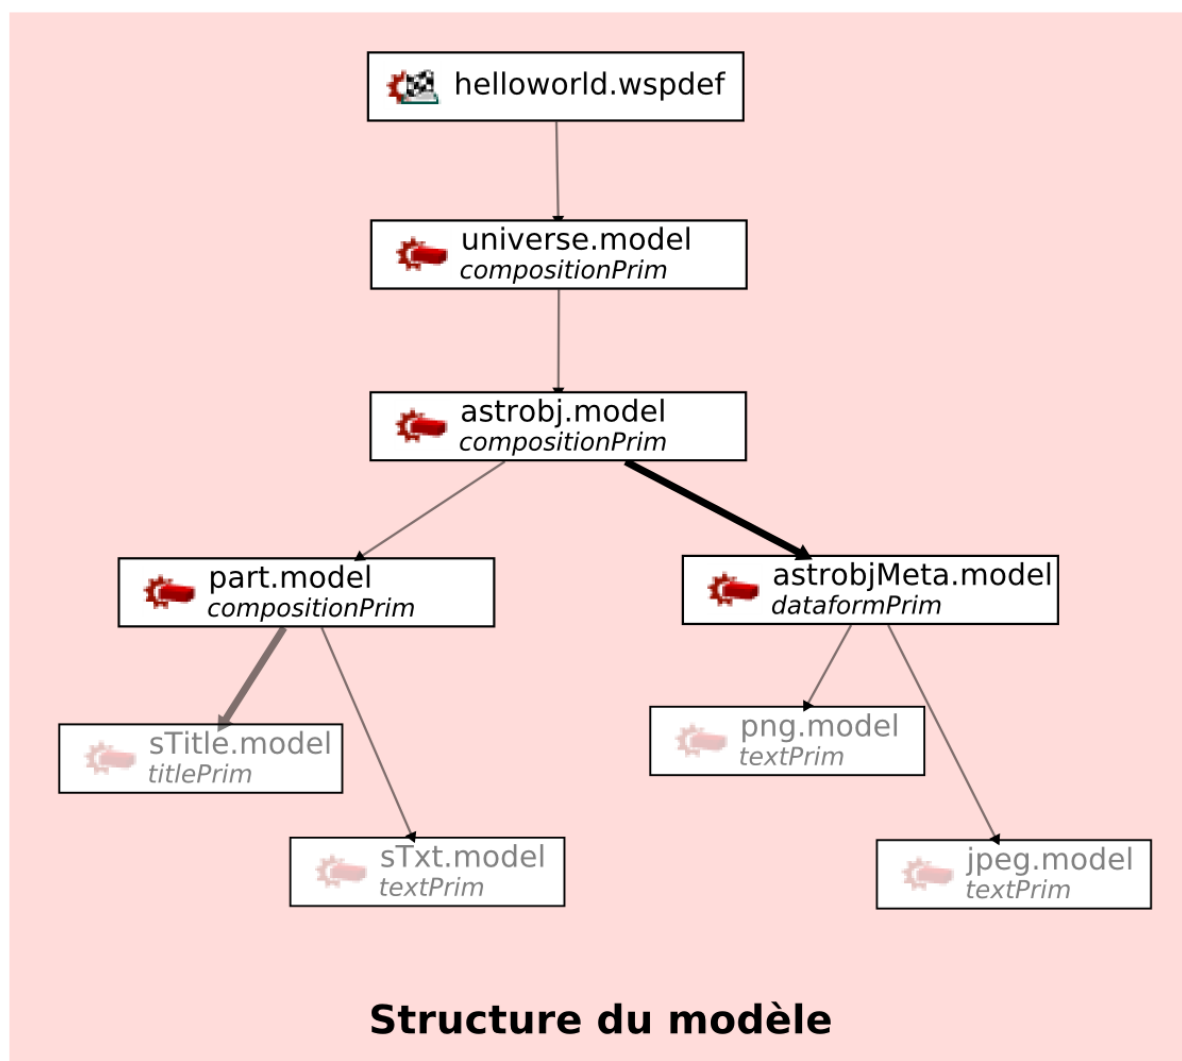 helloworld.wspdef
universe.model
compositionPrim
astrobj.model
compositionPrim
part.model
compositionPrim
astrobjMeta.model
dataformPrim
sTitle.model
titlePrim
png.model
textPrim
sTxt.model
textPrim
jpeg.model
textPrim
Structure du modèle